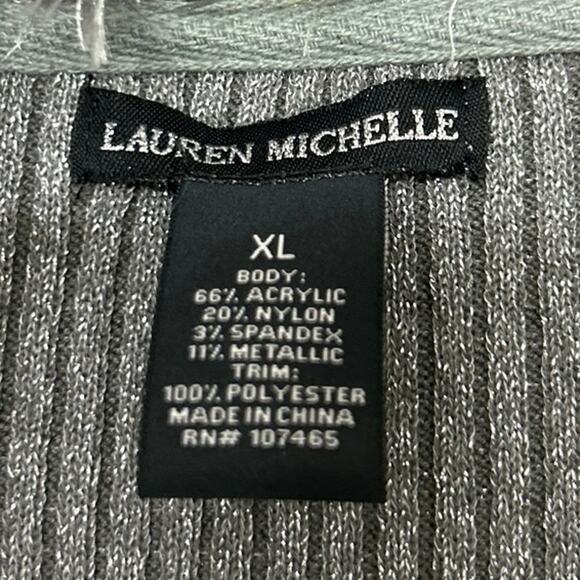 LAUREN MICHELLE
XL
BODY:
66% ACRYLIC
20% NYLON
3% SPANDEX
11% METALLIC
TRIM:
100% POLYESTER
MADE IN CHINA
RN# 107465